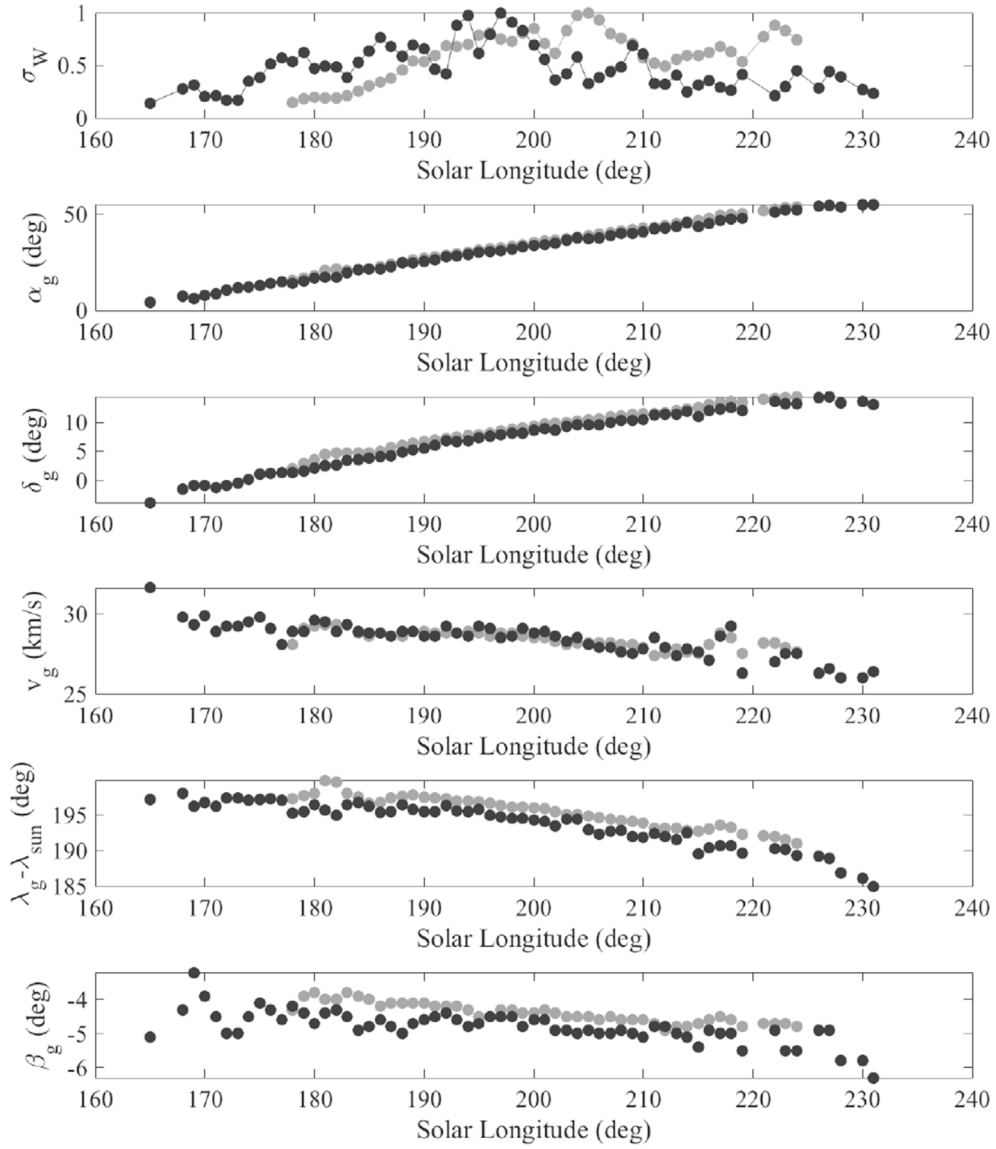 σW
1
0.5
0
160 170 180 190 200 210 220 230 240
Solar Longitude (deg)
αg (deg)
50
0
160 170 180 190 200 210 220 230 240
Solar Longitude (deg)
δg (deg)
10
5
0
160 170 180 190 200 210 220 230 240
Solar Longitude (deg)
vg (km/s)
30
25
160 170 180 190 200 210 220 230 240
Solar Longitude (deg)
λg-λsun (deg)
195
190
185
160 170 180 190 200 210 220 230 240
Solar Longitude (deg)
βg (deg)
-4
-5
-6
160 170 180 190 200 210 220 230 240
Solar Longitude (deg)